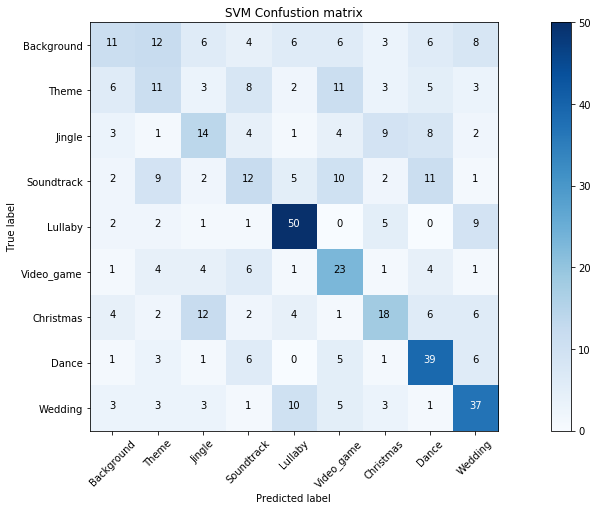 SVM Confustion matrix
Background 11 12 6 4 6 6 3 6 8
Theme 6 11 3 8 2 11 3 5 3
Jingle 3 1 14 4 1 4 9 8 2
Soundtrack 2 9 2 12 5 10 2 11 1
Lullaby 2 2 1 1 50 0 5 0 9
Video_game 1 4 4 6 1 23 1 4 1
Christmas 4 2 12 2 4 1 18 6 6
Dance 1 3 1 6 0 5 1 39 6
Wedding 3 3 3 1 10 5 3 1 37
Background Theme Jingle Soundtrack Lullaby Video_game Christmas Dance Wedding
True label
Predicted label
50
40
30
20
10
0